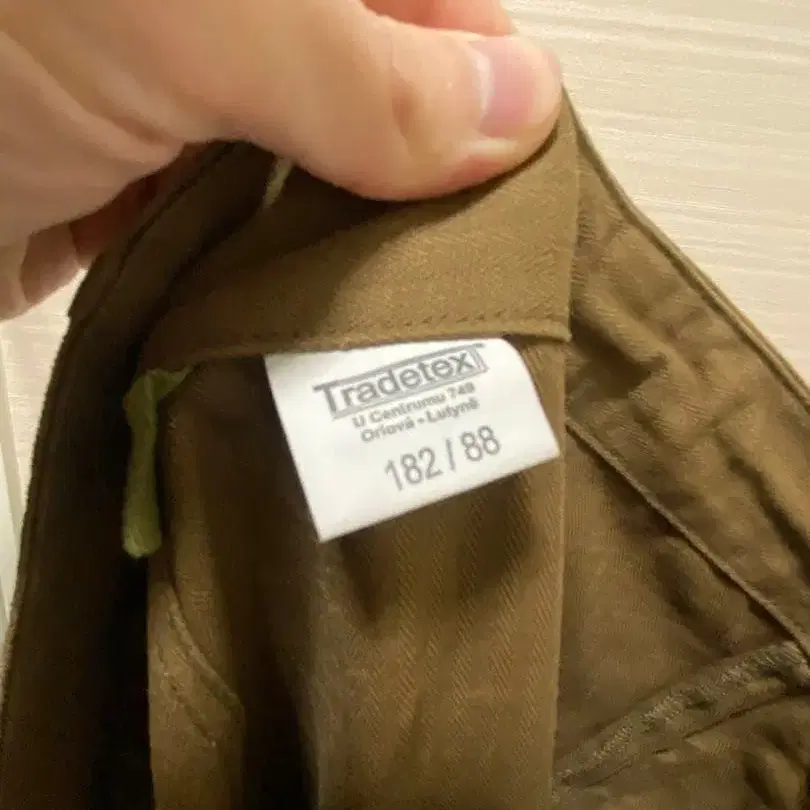 Tradetex
U Centrumu 749
Orlová - Lutyně
182 / 88